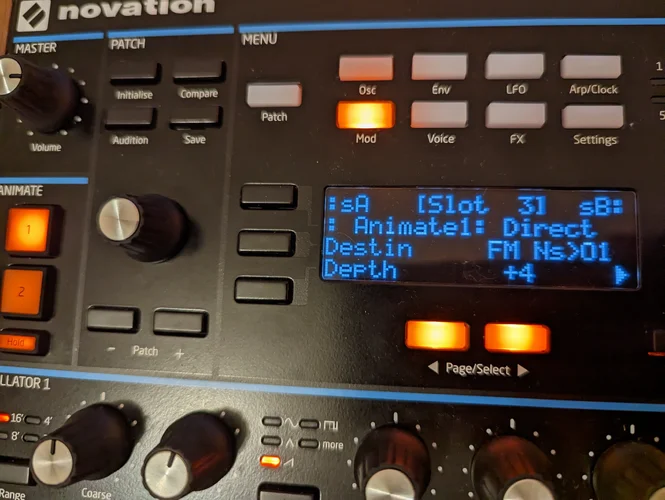 novation
MASTER
PATCH
MENU
Initialise
Compare
Osc
Env
LFO
Arp/Clock
Patch
Volume
Audition
Save
Mod
Voice
FX
Settings
ANIMATE
1
2
Hold
:sA [Slot 3] sB:
: Animate1: Direct
Destin FM Ns>O1
Depth +4
- Patch +
Page/Select
LLATOR 1
16' 4'
8'
more
Range
Coarse